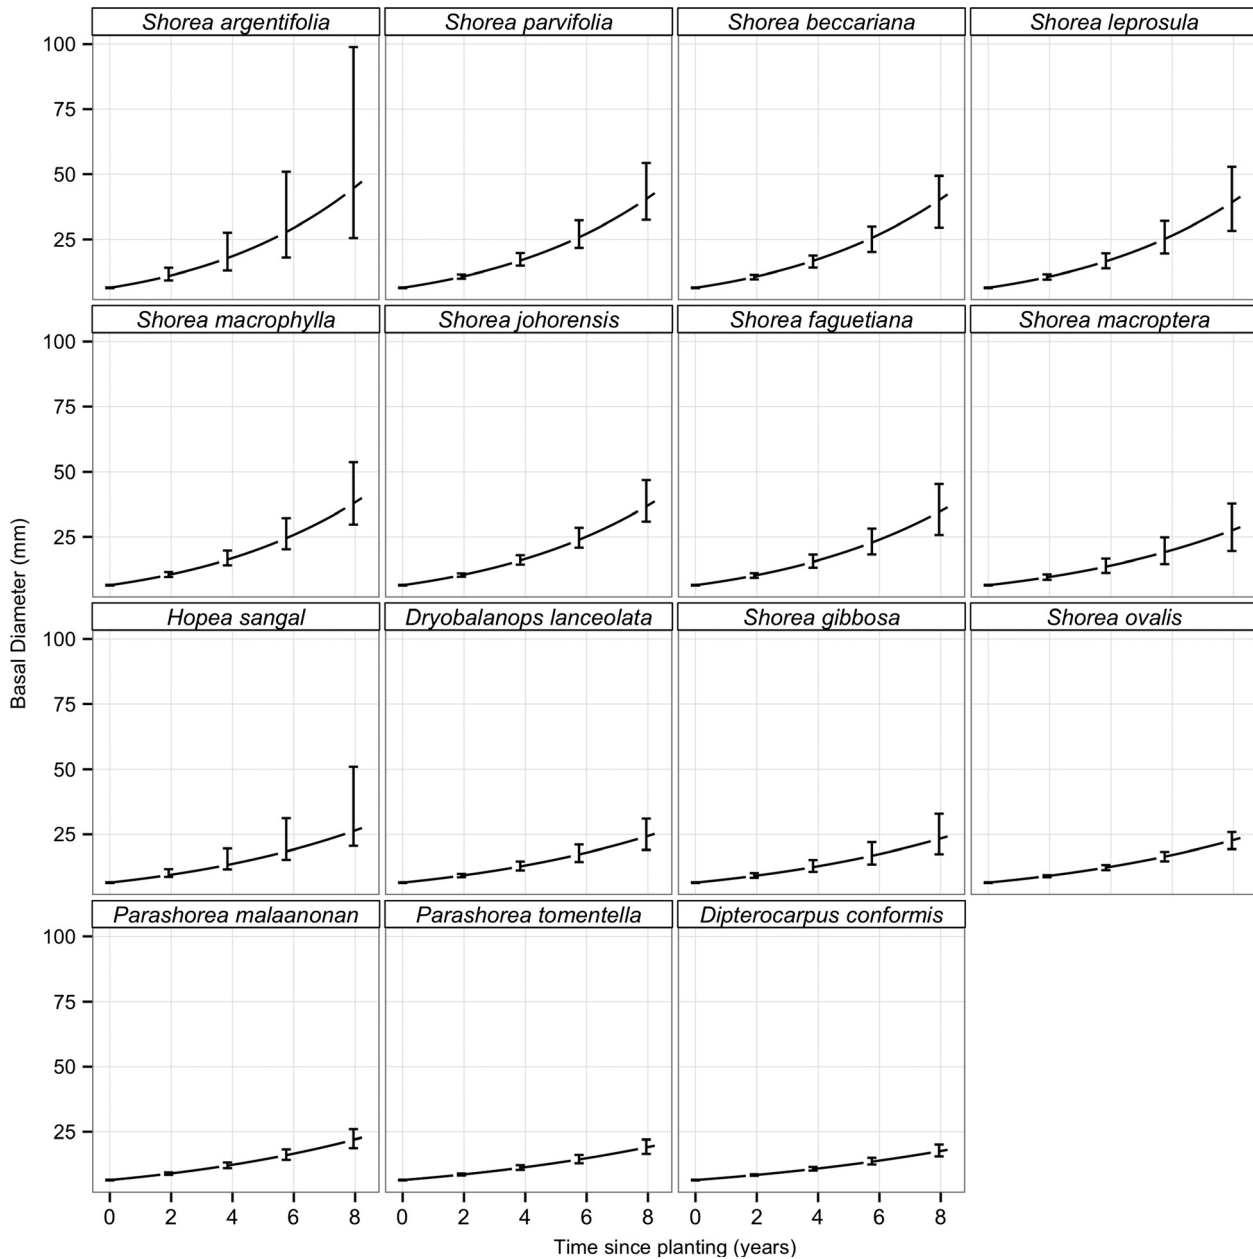 Shorea argentifolia Shorea parvifolia Shorea beccariana Shorea leprosula
100
75
50
25
Shorea macrophylla Shorea johorensis Shorea faguetiana Shorea macroptera
100
75
50
25
Hopea sangal Dryobalanops lanceolata Shorea gibbosa Shorea ovalis
100
75
50
25
Parashorea malaanonan Parashorea tomentella Dipterocarpus conformis
100
75
50
25
0 2 4 6 8 0 2 4 6 8 0 2 4 6 8
Time since planting (years)
Basal Diameter (mm)